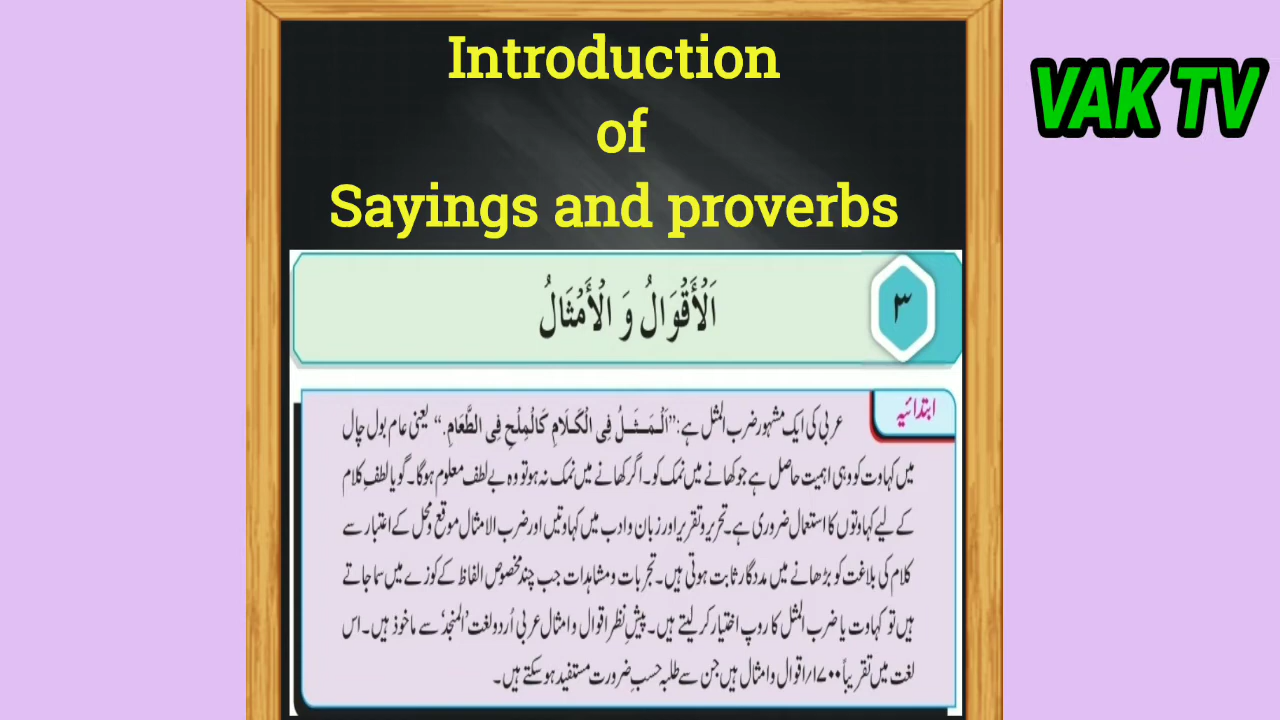 Introduction
of
Sayings and proverbs
VAK TV
۳
اَلْأَقْوَالُ وَ الْأَمْثَالُ
ابتدائیہ
عربی کی ایک مشہور ضرب المثل ہے: ”اَلْمَثَلُ فِی الْکَلَامِ کَالْمِلْحِ فِی الطَّعَامِ.“ یعنی عام بول چال
میں کہاوت کو وہی اہمیت حاصل ہے جو کھانے میں نمک کو۔ اگر کھانے میں نمک نہ ہو تو وہ بے لطف معلوم ہوگا۔ گویا لطفِ کلام
کے لیے کہاوتوں کا استعمال ضروری ہے۔ تحریر و تقریر اور زبان و ادب میں کہاوتیں اور ضرب الامثال موقع و محل کے اعتبار سے
کلام کی بلاغت کو بڑھانے میں مددگار ثابت ہوتی ہیں۔ تجربات و مشاہدات جب چند مخصوص الفاظ کے کوزے میں سما جاتے
ہیں تو کہاوت یا ضرب المثل کا روپ اختیار کر لیتے ہیں۔ پیشِ نظر اقوال و امثال عربی اُردو لغت ’المنجد‘ سے ماخوذ ہیں۔ اس
لغت میں تقریباً ۱۷۰۰؍ اقوال و امثال ہیں جن سے طلبہ حسبِ ضرورت مستفید ہو سکتے ہیں۔